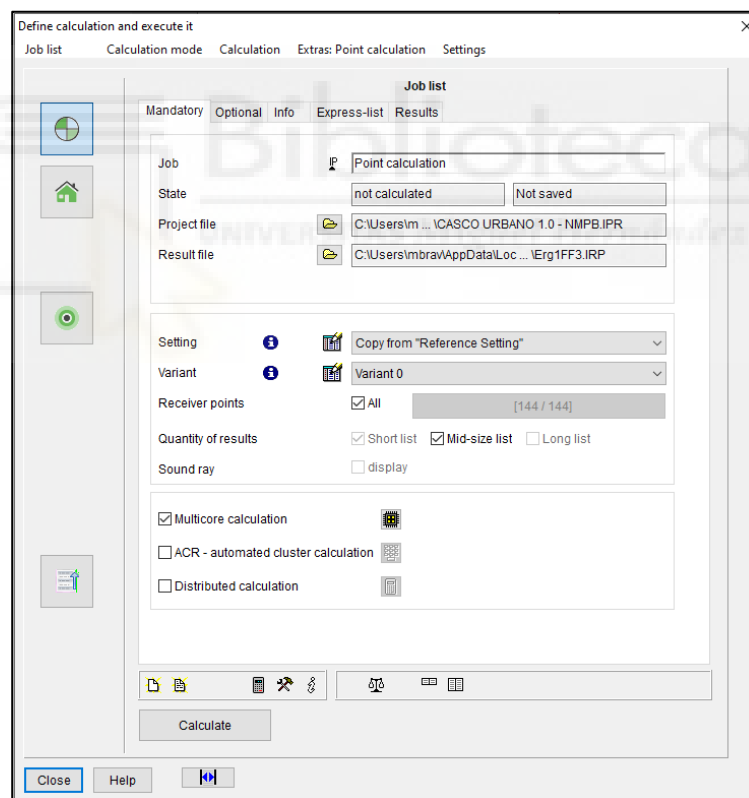 Define calculation and execute it
Job list Calculation mode Calculation Extras: Point calculation Settings
Job list
Mandatory Optional Info Express-list Results
Biblioteca
Job Point calculation
State not calculated Not saved
Project file C:\Users\m ... \CASCO URBANO 1.0 - NMPB.IPR
Result file C:\Users\mbrav\AppData\Loc ... \Erg1FF3.IRP
Setting Copy from "Reference Setting"
Variant Variant 0
Receiver points All [144 / 144]
Quantity of results Short list Mid-size list Long list
Sound ray display
Multicore calculation
ACR - automated cluster calculation
Distributed calculation
Calculate
Close Help